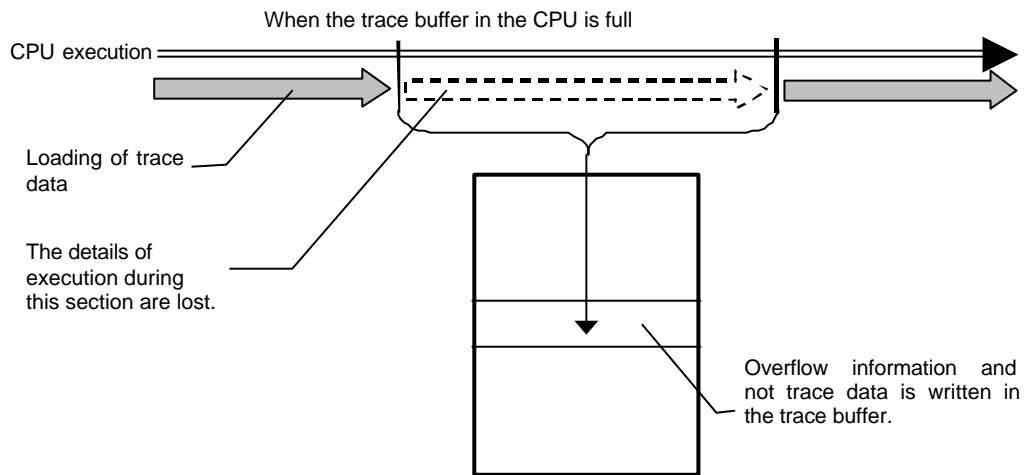 When the trace buffer in the CPU is full
CPU execution
Loading of trace
data
The details of
execution during
this section are lost.
Overflow information and
not trace data is written in
the trace buffer.